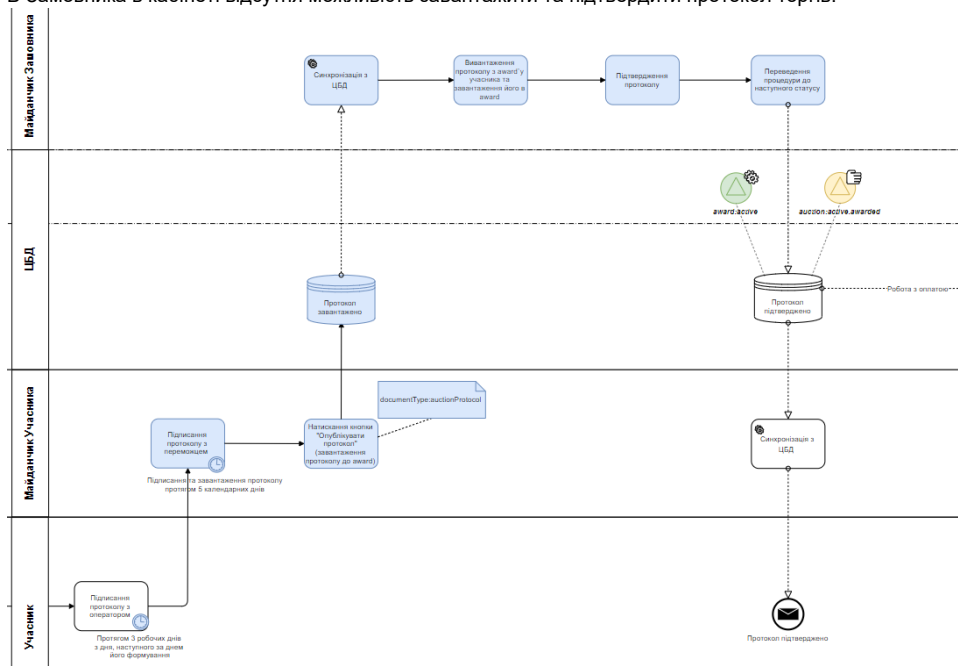 В Замовника в кабінеті відсутня можливість завантажити та підтвердити протокол торгів.
Майданчик Замовника
Синхронізація з
ЦБД
Вивантаження
протоколу з award'у
учасника та
завантаження його в
award
Підтвердження
протоколу
Переведення
процедури до
наступного статусу
ЦБД
award:active
auction:active.awarded
Протокол
завантажено
Протокол
підтверджено
Робота з оплатою
Майданчик Учасника
documentType:auctionProtocol
Підписання
протоколу з
переможцем
Натискання кнопки
"Опублікувати
протокол"
(завантаження
протоколу до award)
Синхронізація з
ЦБД
Підписання та завантаження протоколу
протягом 5 календарних днів
Учасник
Підписання
протоколу з
оператором
Протягом 3 робочих днів
з дня, наступного за днем
його формування
Протокол підтверджено